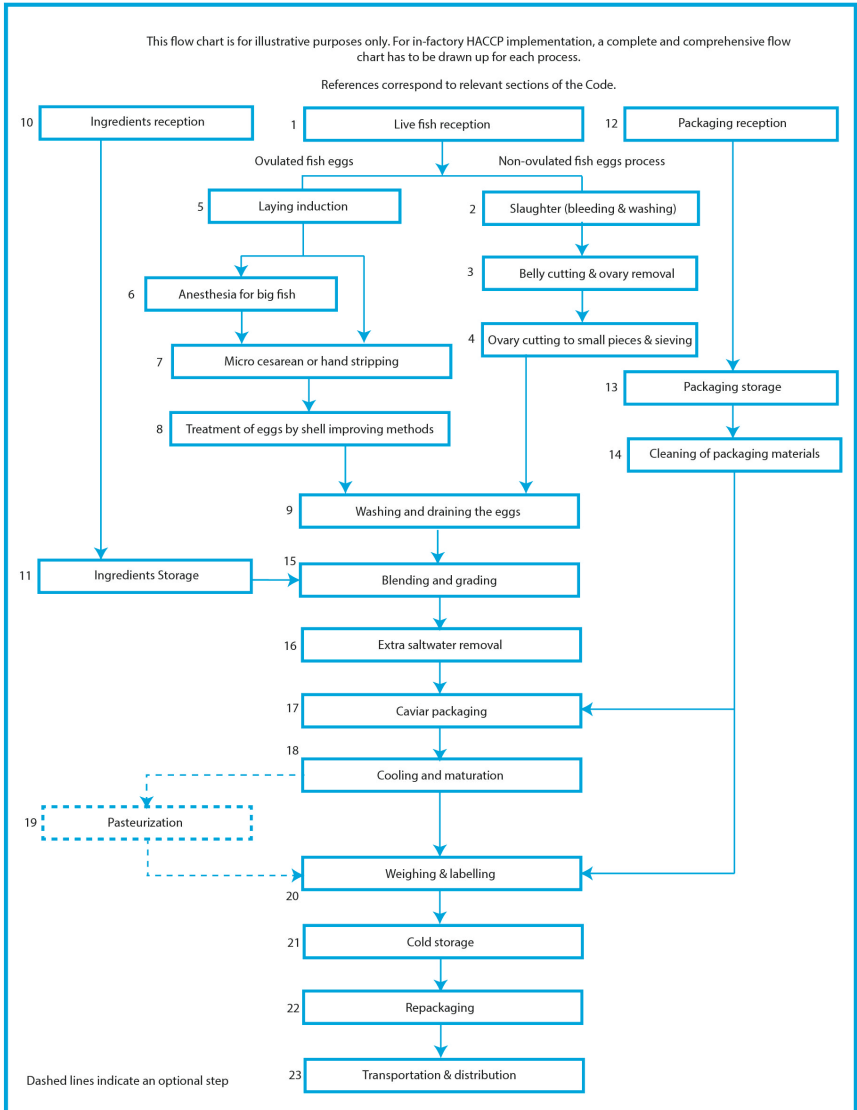 This flow chart is for illustrative purposes only. For in-factory HACCP implementation, a complete and comprehensive flow
chart has to be drawn up for each process.
References correspond to relevant sections of the Code.
10 Ingredients reception
1 Live fish reception
12 Packaging reception
Ovulated fish eggs
Non-ovulated fish eggs process
5 Laying induction
2 Slaughter (bleeding & washing)
3 Belly cutting & ovary removal
6 Anesthesia for big fish
4 Ovary cutting to small pieces & sieving
7 Micro cesarean or hand stripping
13 Packaging storage
8 Treatment of eggs by shell improving methods
14 Cleaning of packaging materials
9 Washing and draining the eggs
11 Ingredients Storage
15 Blending and grading
16 Extra saltwater removal
17 Caviar packaging
18 Cooling and maturation
19 Pasteurization
Weighing & labelling
20
21 Cold storage
22 Repackaging
23 Transportation & distribution
Dashed lines indicate an optional step